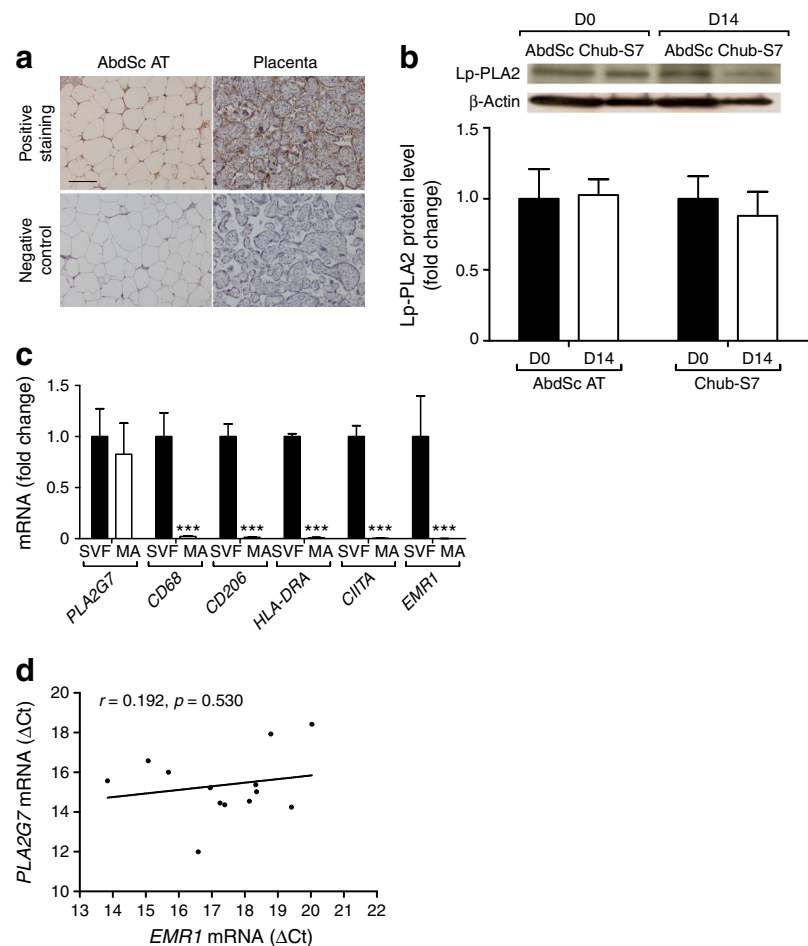 a
AbdSc AT
Placenta
Positive
staining
Negative
control
b
D0
D14
AbdSc Chub-S7
AbdSc Chub-S7
Lp-PLA2
β-Actin
Lp-PLA2 protein level
(fold change)
1.5
1.0
0.5
0
D0
D14
D0
D14
AbdSc AT
Chub-S7
c
mRNA (fold change)
1.5
1.0
0.5
0
***
***
***
***
***
SVF MA
SVF MA
SVF MA
SVF MA
SVF MA
SVF MA
PLA2G7
CD68
CD206
HLA-DRA
CIITA
EMR1
d
r = 0.192, p = 0.530
PLA2G7 mRNA (ΔCt)
20
18
16
14
12
10
13 14 15 16 17 18 19 20 21 22
EMR1 mRNA (ΔCt)